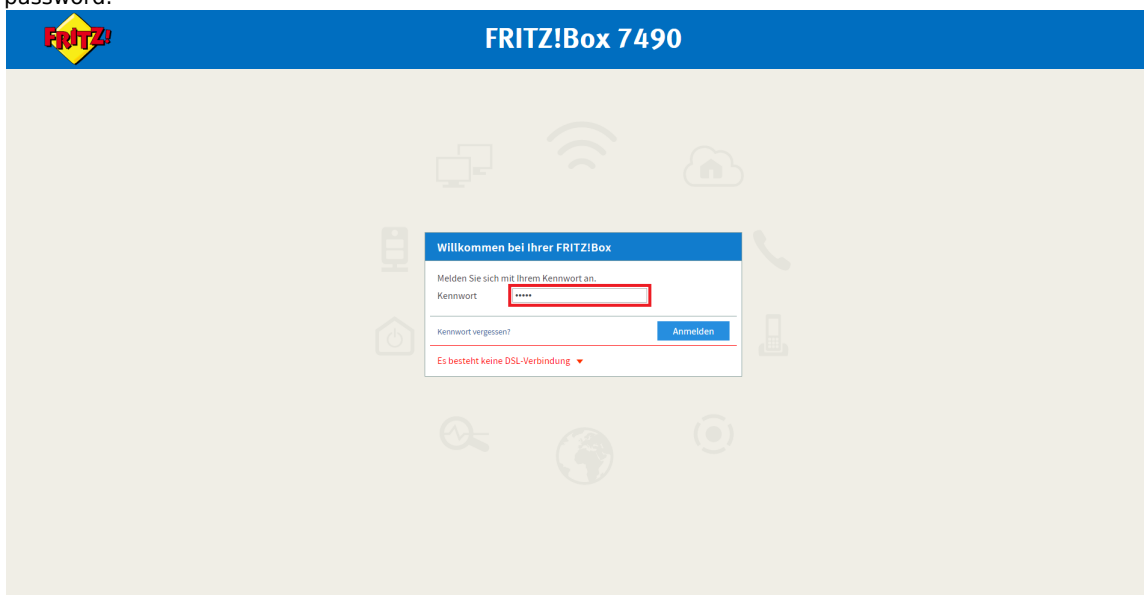 password.
FRITZ!
FRITZ!Box 7490
Willkommen bei Ihrer FRITZ!Box
Melden Sie sich mit Ihrem Kennwort an.
Kennwort •••••
Kennwort vergessen?
Anmelden
Es besteht keine DSL-Verbindung